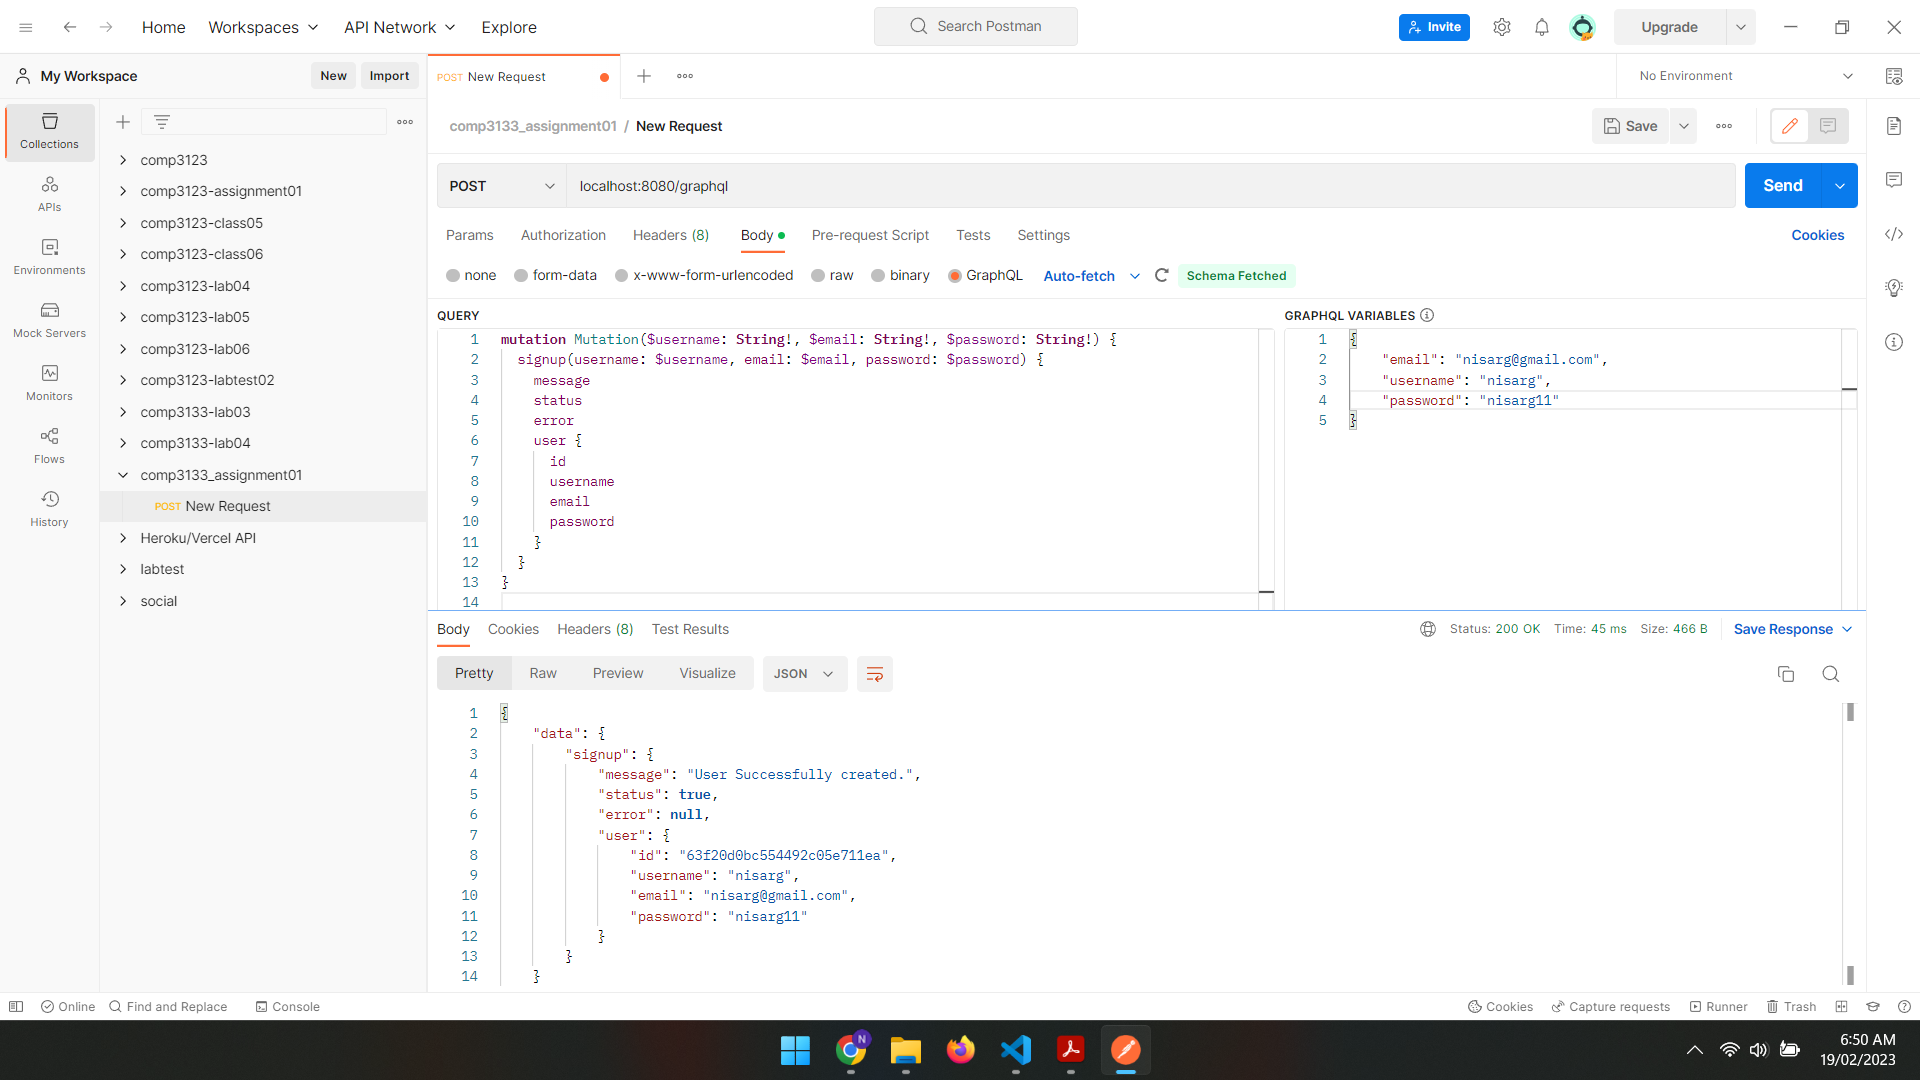 Home
Workspaces
API Network
Explore
Search Postman
Invite
Upgrade
My Workspace
New
Import
POST New Request
No Environment
comp3133_assignment01 / New Request
Save
Collections
APIs
Environments
Mock Servers
Monitors
Flows
History
comp3123
comp3123-assignment01
comp3123-class05
comp3123-class06
comp3123-lab04
comp3123-lab05
comp3123-lab06
comp3123-labtest02
comp3133-lab03
comp3133-lab04
comp3133_assignment01
POST New Request
Heroku/Vercel API
labtest
social
POST
localhost:8080/graphql
Send
Params
Authorization
Headers (8)
Body
Pre-request Script
Tests
Settings
Cookies
none
form-data
x-www-form-urlencoded
raw
binary
GraphQL
Auto-fetch
Schema Fetched
QUERY
1 mutation Mutation($username: String!, $email: String!, $password: String!) {
2 signup(username: $username, email: $email, password: $password) {
3 message
4 status
5 error
6 user {
7 id
8 username
9 email
10 password
11 }
12 }
13 }
14
GRAPHQL VARIABLES
1 {
2 "email": "nisarg@gmail.com",
3 "username": "nisarg",
4 "password": "nisarg11"
5 }
Body
Cookies
Headers (8)
Test Results
Status: 200 OK
Time: 45 ms
Size: 466 B
Save Response
Pretty
Raw
Preview
Visualize
JSON
1 {
2 "data": {
3 "signup": {
4 "message": "User Successfully created.",
5 "status": true,
6 "error": null,
7 "user": {
8 "id": "63f20d0bc554492c05e711ea",
9 "username": "nisarg",
10 "email": "nisarg@gmail.com",
11 "password": "nisarg11"
12 }
13 }
14 }
Online
Find and Replace
Console
Cookies
Capture requests
Runner
Trash
N
6:50 AM
19/02/2023